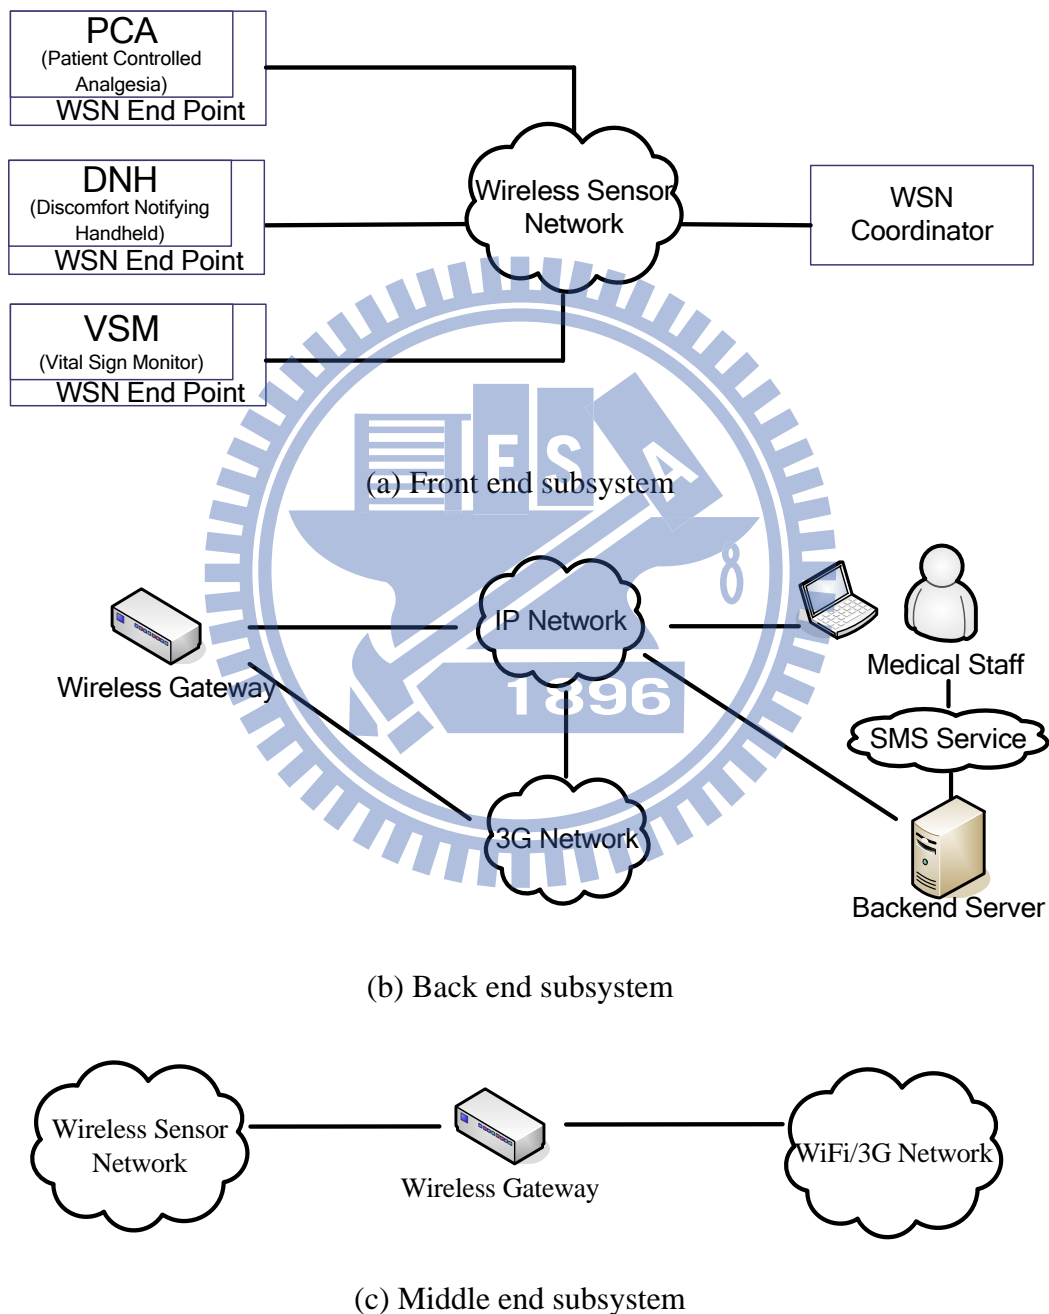 PCA
(Patient Controlled
Analgesia)
WSN End Point
DNH
(Discomfort Notifying
Handheld)
WSN End Point
VSM
(Vital Sign Monitor)
WSN End Point
Wireless Sensor
Network
WSN
Coordinator
E S A
(a) Front end subsystem
8
Wireless Gateway
IP Network
1896
3G Network
Medical Staff
SMS Service
Backend Server
(b) Back end subsystem
Wireless Sensor
Network
Wireless Gateway
WiFi/3G Network
(c) Middle end subsystem